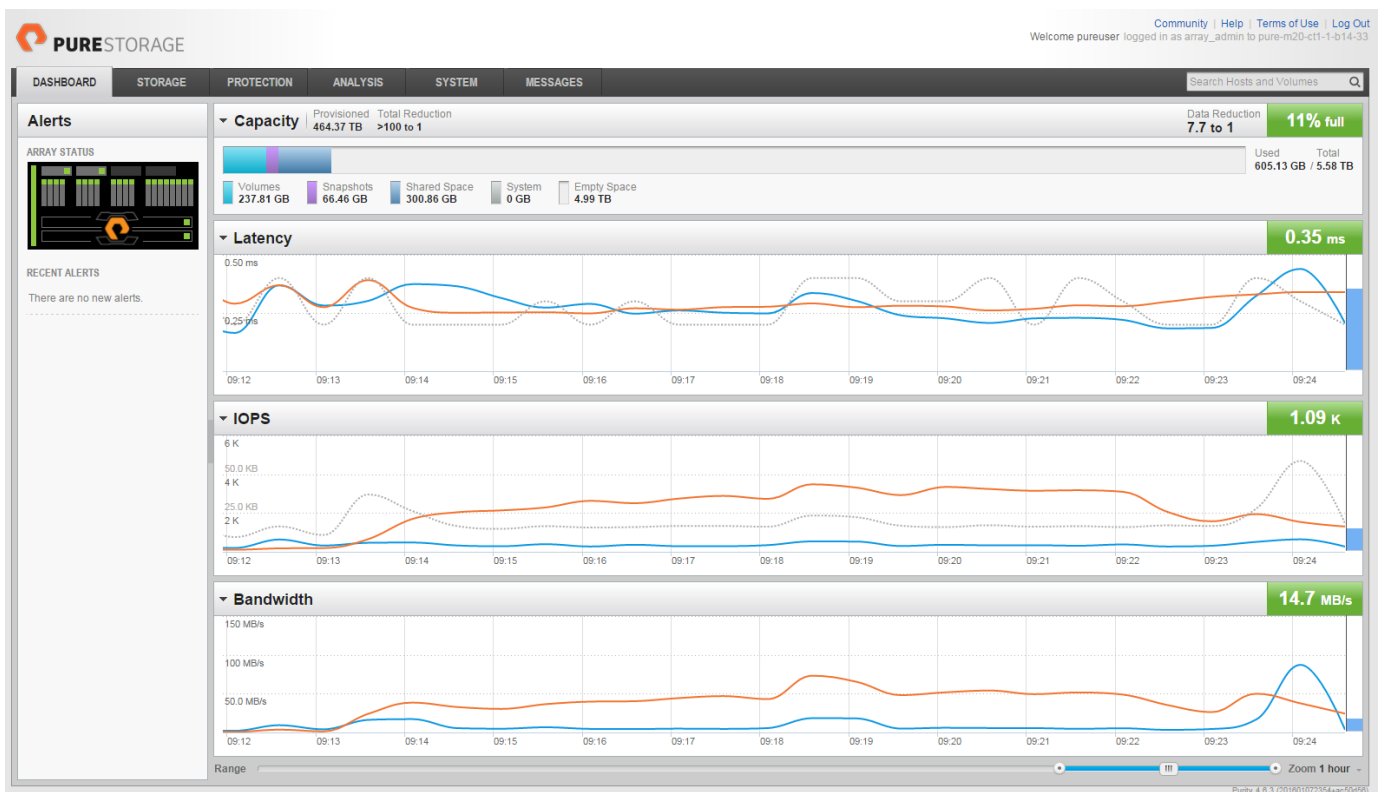 Community | Help | Terms of Use | Log Out
PURESTORAGE
Welcome pureuser logged in as array_admin to pure-m20-ct1-1-b14-33
DASHBOARD STORAGE PROTECTION ANALYSIS SYSTEM MESSAGES Search Hosts and Volumes
Alerts
ARRAY STATUS
RECENT ALERTS
There are no new alerts.
Capacity Provisioned Total Reduction Data Reduction 11% full
464.37 TB >100 to 1 7.7 to 1
Used Total
605.13 GB / 5.58 TB
Volumes Snapshots Shared Space System Empty Space
237.81 GB 66.46 GB 300.86 GB 0 GB 4.99 TB
Latency 0.35 ms
0.50 ms
0.25 ms
09:12 09:13 09:14 09:15 09:16 09:17 09:18 09:19 09:20 09:21 09:22 09:23 09:24
IOPS 1.09 K
6 K
50.0 KB
4 K
25.0 KB
2 K
09:12 09:13 09:14 09:15 09:16 09:17 09:18 09:19 09:20 09:21 09:22 09:23 09:24
Bandwidth 14.7 MB/s
150 MB/s
100 MB/s
50.0 MB/s
09:12 09:13 09:14 09:15 09:16 09:17 09:18 09:19 09:20 09:21 09:22 09:23 09:24
Range Zoom 1 hour